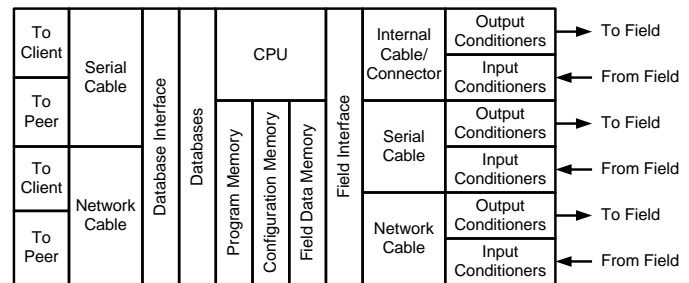 To
Client
To
Peer
To
Client
To
Peer
Serial
Cable
Network
Cable
Database Interface
Databases
CPU
Program Memory
Configuration Memory
Field Data Memory
Field Interface
Internal
Cable/
Connector
Serial
Cable
Network
Cable
Output
Conditioners
Input
Conditioners
Output
Conditioners
Input
Conditioners
Output
Conditioners
Input
Conditioners
To Field
From Field
To Field
From Field
To Field
From Field